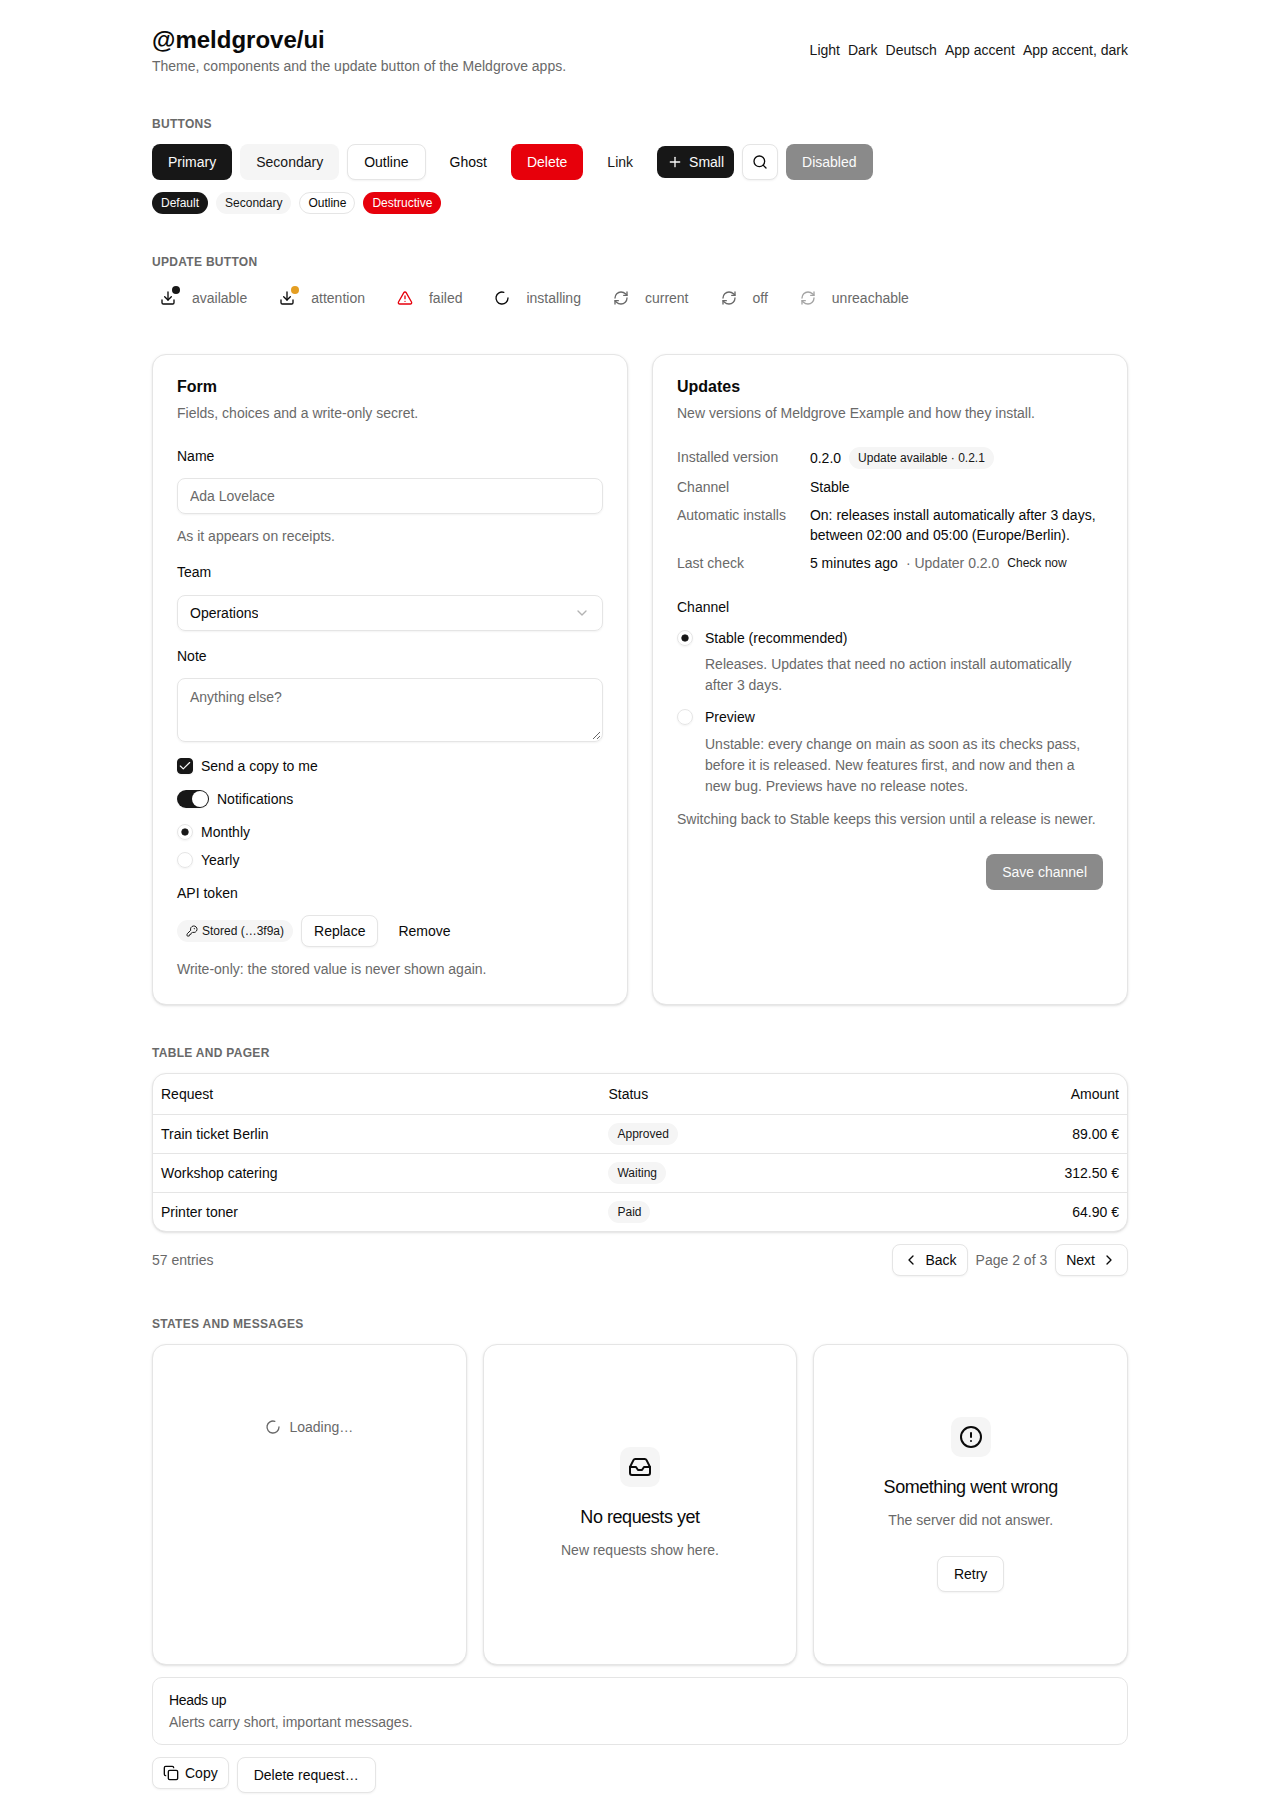 @meldgrove/ui
Theme, components and the update button of the Meldgrove apps.
Light Dark Deutsch App accent App accent, dark
BUTTONS
Primary Secondary Outline Ghost Delete Link Small Disabled
Default Secondary Outline Destructive
UPDATE BUTTON
available attention failed installing current off unreachable
Form
Fields, choices and a write-only secret.
Name
Ada Lovelace
As it appears on receipts.
Team
Operations
Note
Anything else?
Send a copy to me
Notifications
Monthly
Yearly
API token
Stored (…3f9a) Replace Remove
Write-only: the stored value is never shown again.
Updates
New versions of Meldgrove Example and how they install.
Installed version 0.2.0 Update available · 0.2.1
Channel Stable
Automatic installs On: releases install automatically after 3 days,
between 02:00 and 05:00 (Europe/Berlin).
Last check 5 minutes ago · Updater 0.2.0 Check now
Channel
Stable (recommended)
Releases. Updates that need no action install automatically
after 3 days.
Preview
Unstable: every change on main as soon as its checks pass,
before it is released. New features first, and now and then a
new bug. Previews have no release notes.
Switching back to Stable keeps this version until a release is newer.
Save channel
TABLE AND PAGER
Request Status Amount
Train ticket Berlin Approved 89.00 €
Workshop catering Waiting 312.50 €
Printer toner Paid 64.90 €
57 entries Back Page 2 of 3 Next
STATES AND MESSAGES
Loading…
No requests yet
New requests show here.
Something went wrong
The server did not answer.
Retry
Heads up
Alerts carry short, important messages.
Copy Delete request…